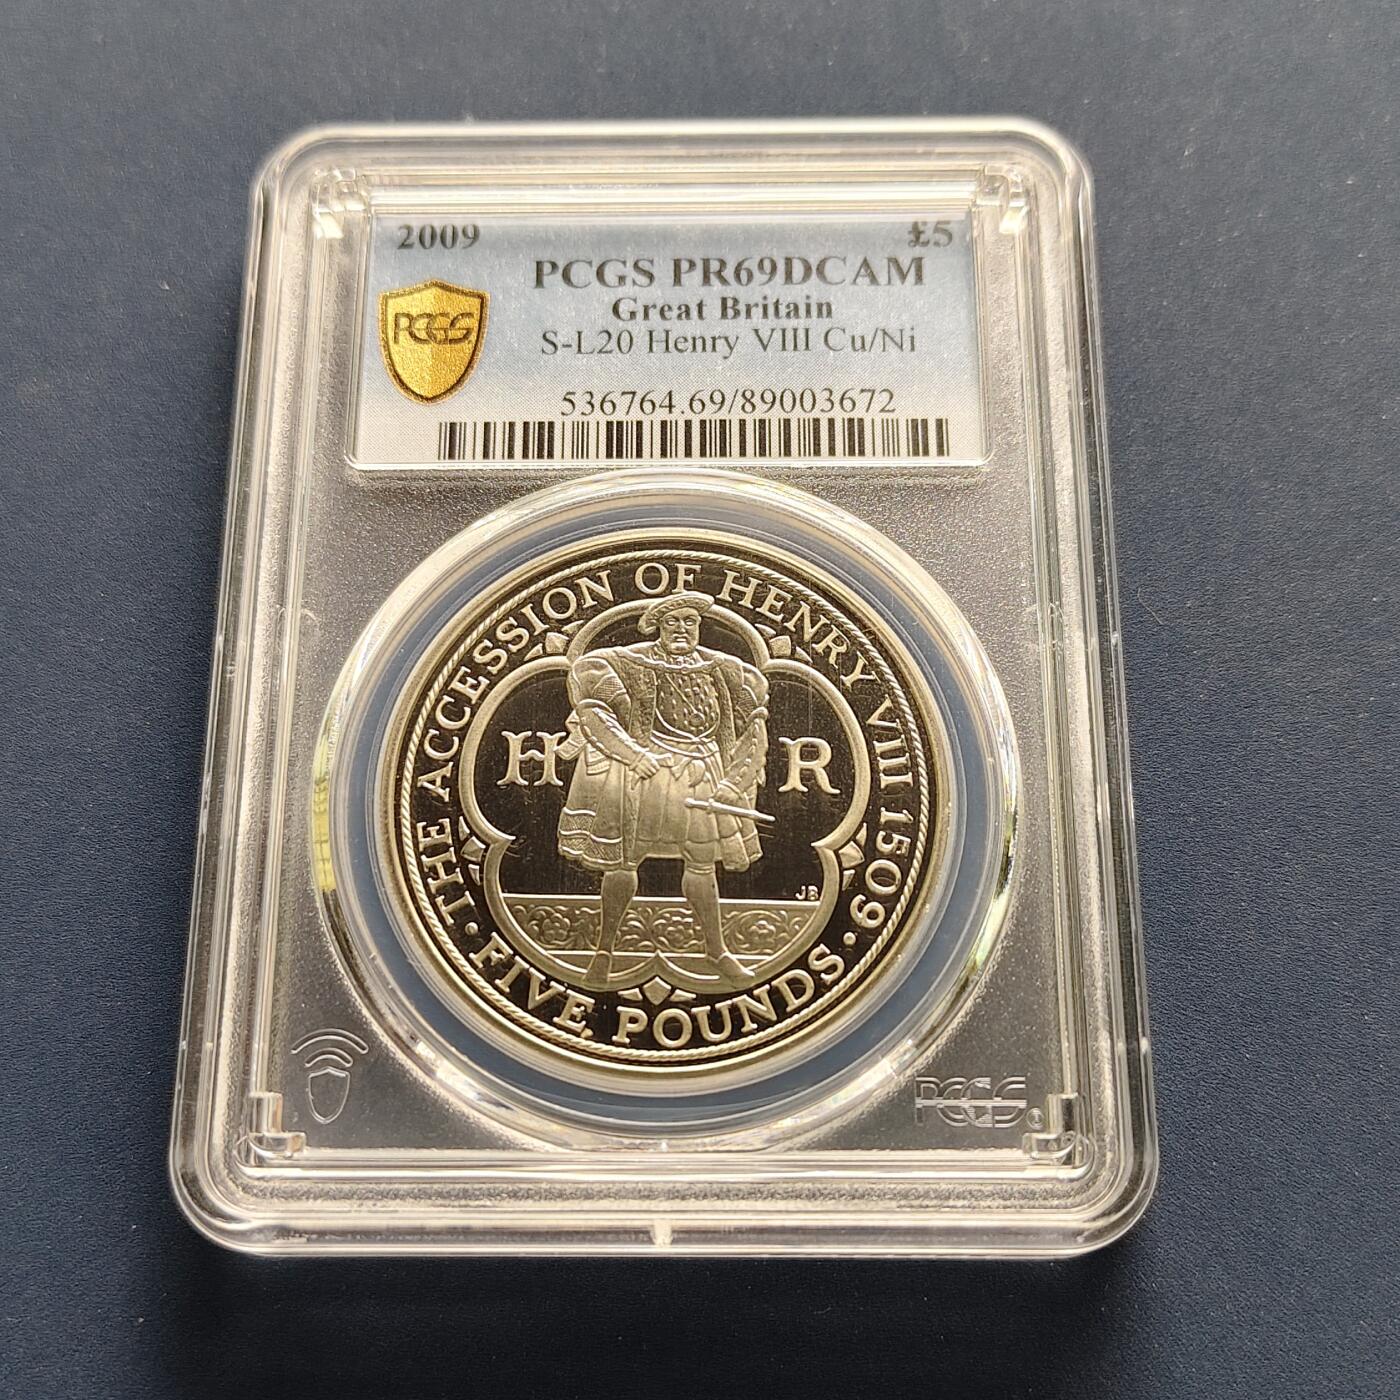 2009 £5
PCGS PR69DCAM
Great Britain
S-L20 Henry VIII Cu/Ni
536764.69/89003672
PCGS
THE ACCESSION OF HENRY VIII 1509
H R
JB
• FIVE POUNDS •
PCGS